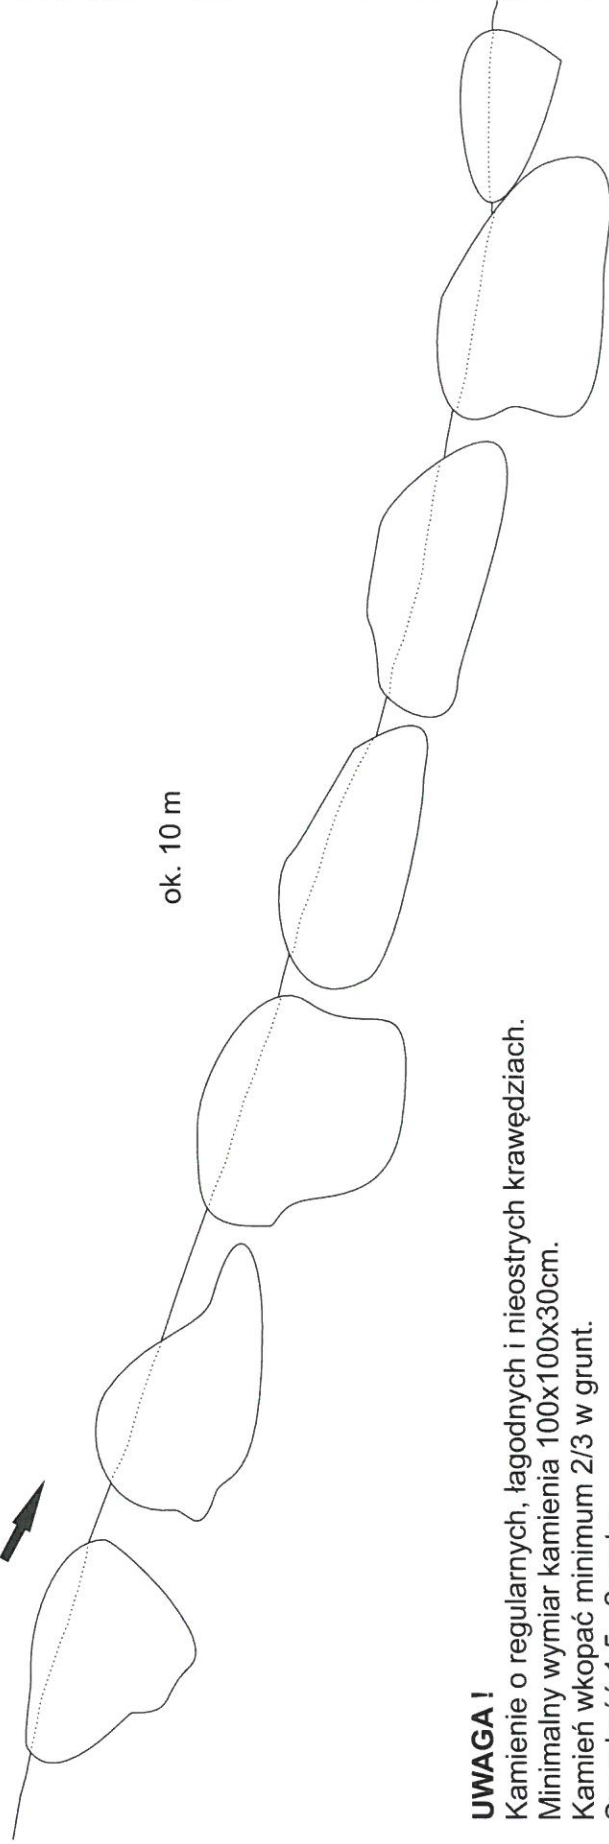 ok. 10 m
UWAGA !
Kamienie o regularnych, łagodnych i nieostrych krawędziach.
Minimalny wymiar kamienia 100x100x30cm.
Kamień wkopać minimum 2/3 w grunt.